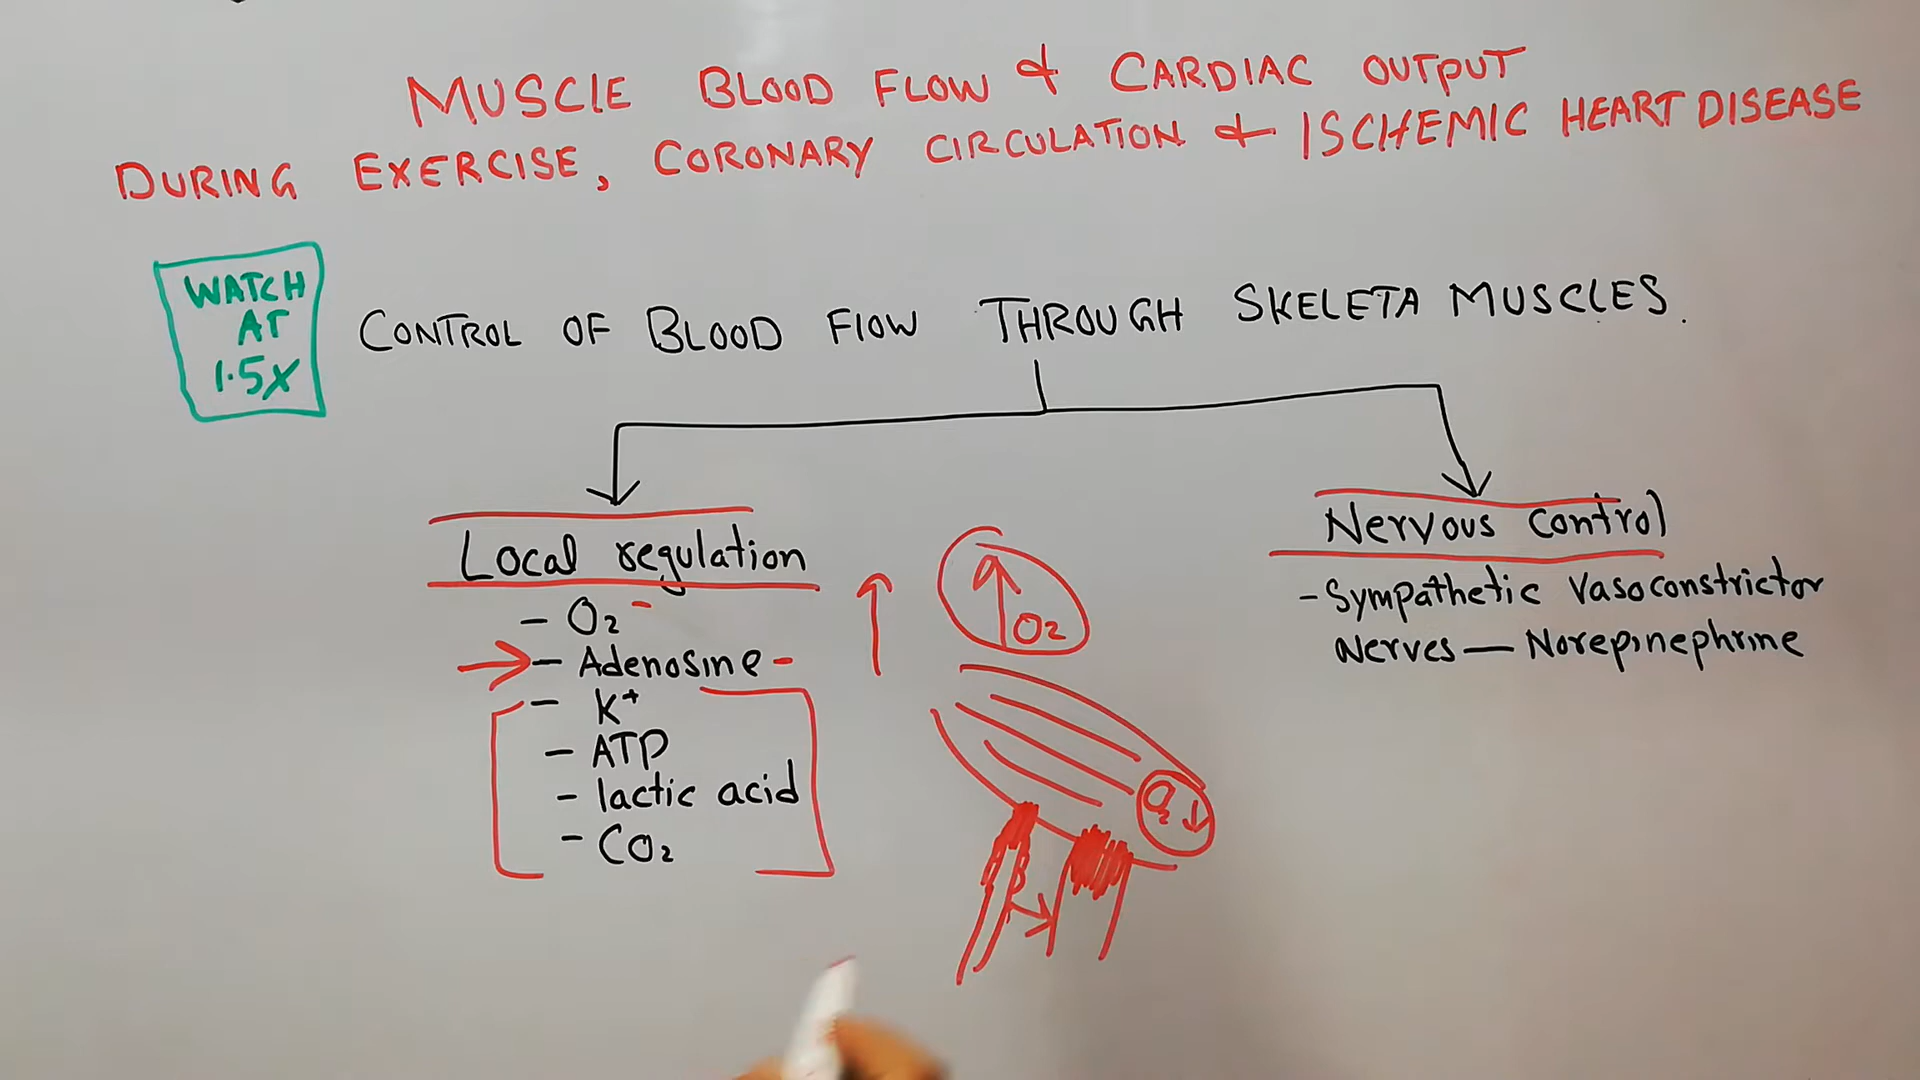 MUSCLE BLOOD FLOW & CARDIAC OUTPUT
DURING EXERCISE, CORONARY CIRCULATION & ISCHEMIC HEART DISEASE
WATCH
AT
1.5X
CONTROL OF BLOOD FLOW THROUGH SKELETA MUSCLES.
Local regulation
- O₂ -
- Adenosine -
- K⁺
- ATP
- lactic acid
- CO₂
O₂
O₂ ↓
Nervous control
- Sympathetic Vasoconstrictor
Nerves — Norepinephrine